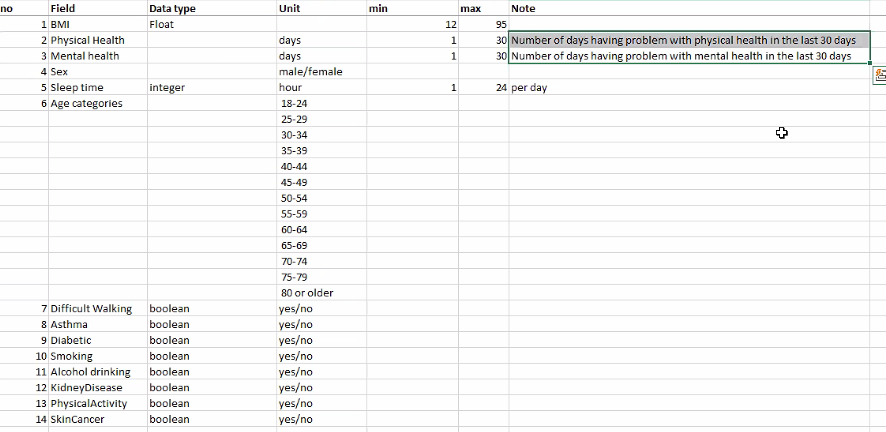 no Field Data type Unit min max Note
1 BMI Float 12 95
2 Physical Health days 1 30 Number of days having problem with physical health in the last 30 days
3 Mental health days 1 30 Number of days having problem with mental health in the last 30 days
4 Sex male/female
5 Sleep time integer hour 1 24 per day
6 Age categories 18-24
25-29
30-34
35-39
40-44
45-49
50-54
55-59
60-64
65-69
70-74
75-79
80 or older
7 Difficult Walking boolean yes/no
8 Asthma boolean yes/no
9 Diabetic boolean yes/no
10 Smoking boolean yes/no
11 Alcohol drinking boolean yes/no
12 KidneyDisease boolean yes/no
13 PhysicalActivity boolean yes/no
14 SkinCancer boolean yes/no